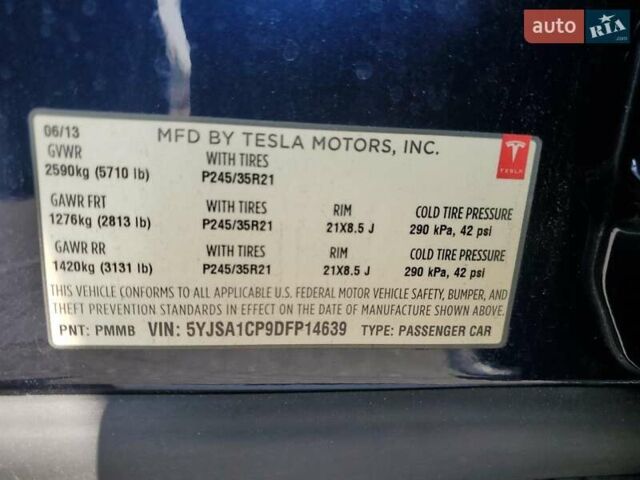 auto RIA.com
06/13
MFD BY TESLA MOTORS, INC.
GVWR WITH TIRES
2590kg (5710 lb) P245/35R21
TESLA
GAWR FRT WITH TIRES RIM COLD TIRE PRESSURE
1276kg (2813 lb) P245/35R21 21X8.5 J 290 kPa, 42 psi
GAWR RR WITH TIRES RIM COLD TIRE PRESSURE
1420kg (3131 lb) P245/35R21 21X8.5 J 290 kPa, 42 psi
THIS VEHICLE CONFORMS TO ALL APPLICABLE U.S. FEDERAL MOTOR VEHICLE SAFETY, BUMPER, AND
THEFT PREVENTION STANDARDS IN EFFECT ON THE DATE OF MANUFACTURE SHOWN ABOVE.
PNT: PMMB VIN: 5YJSA1CP9DFP14639 TYPE: PASSENGER CAR